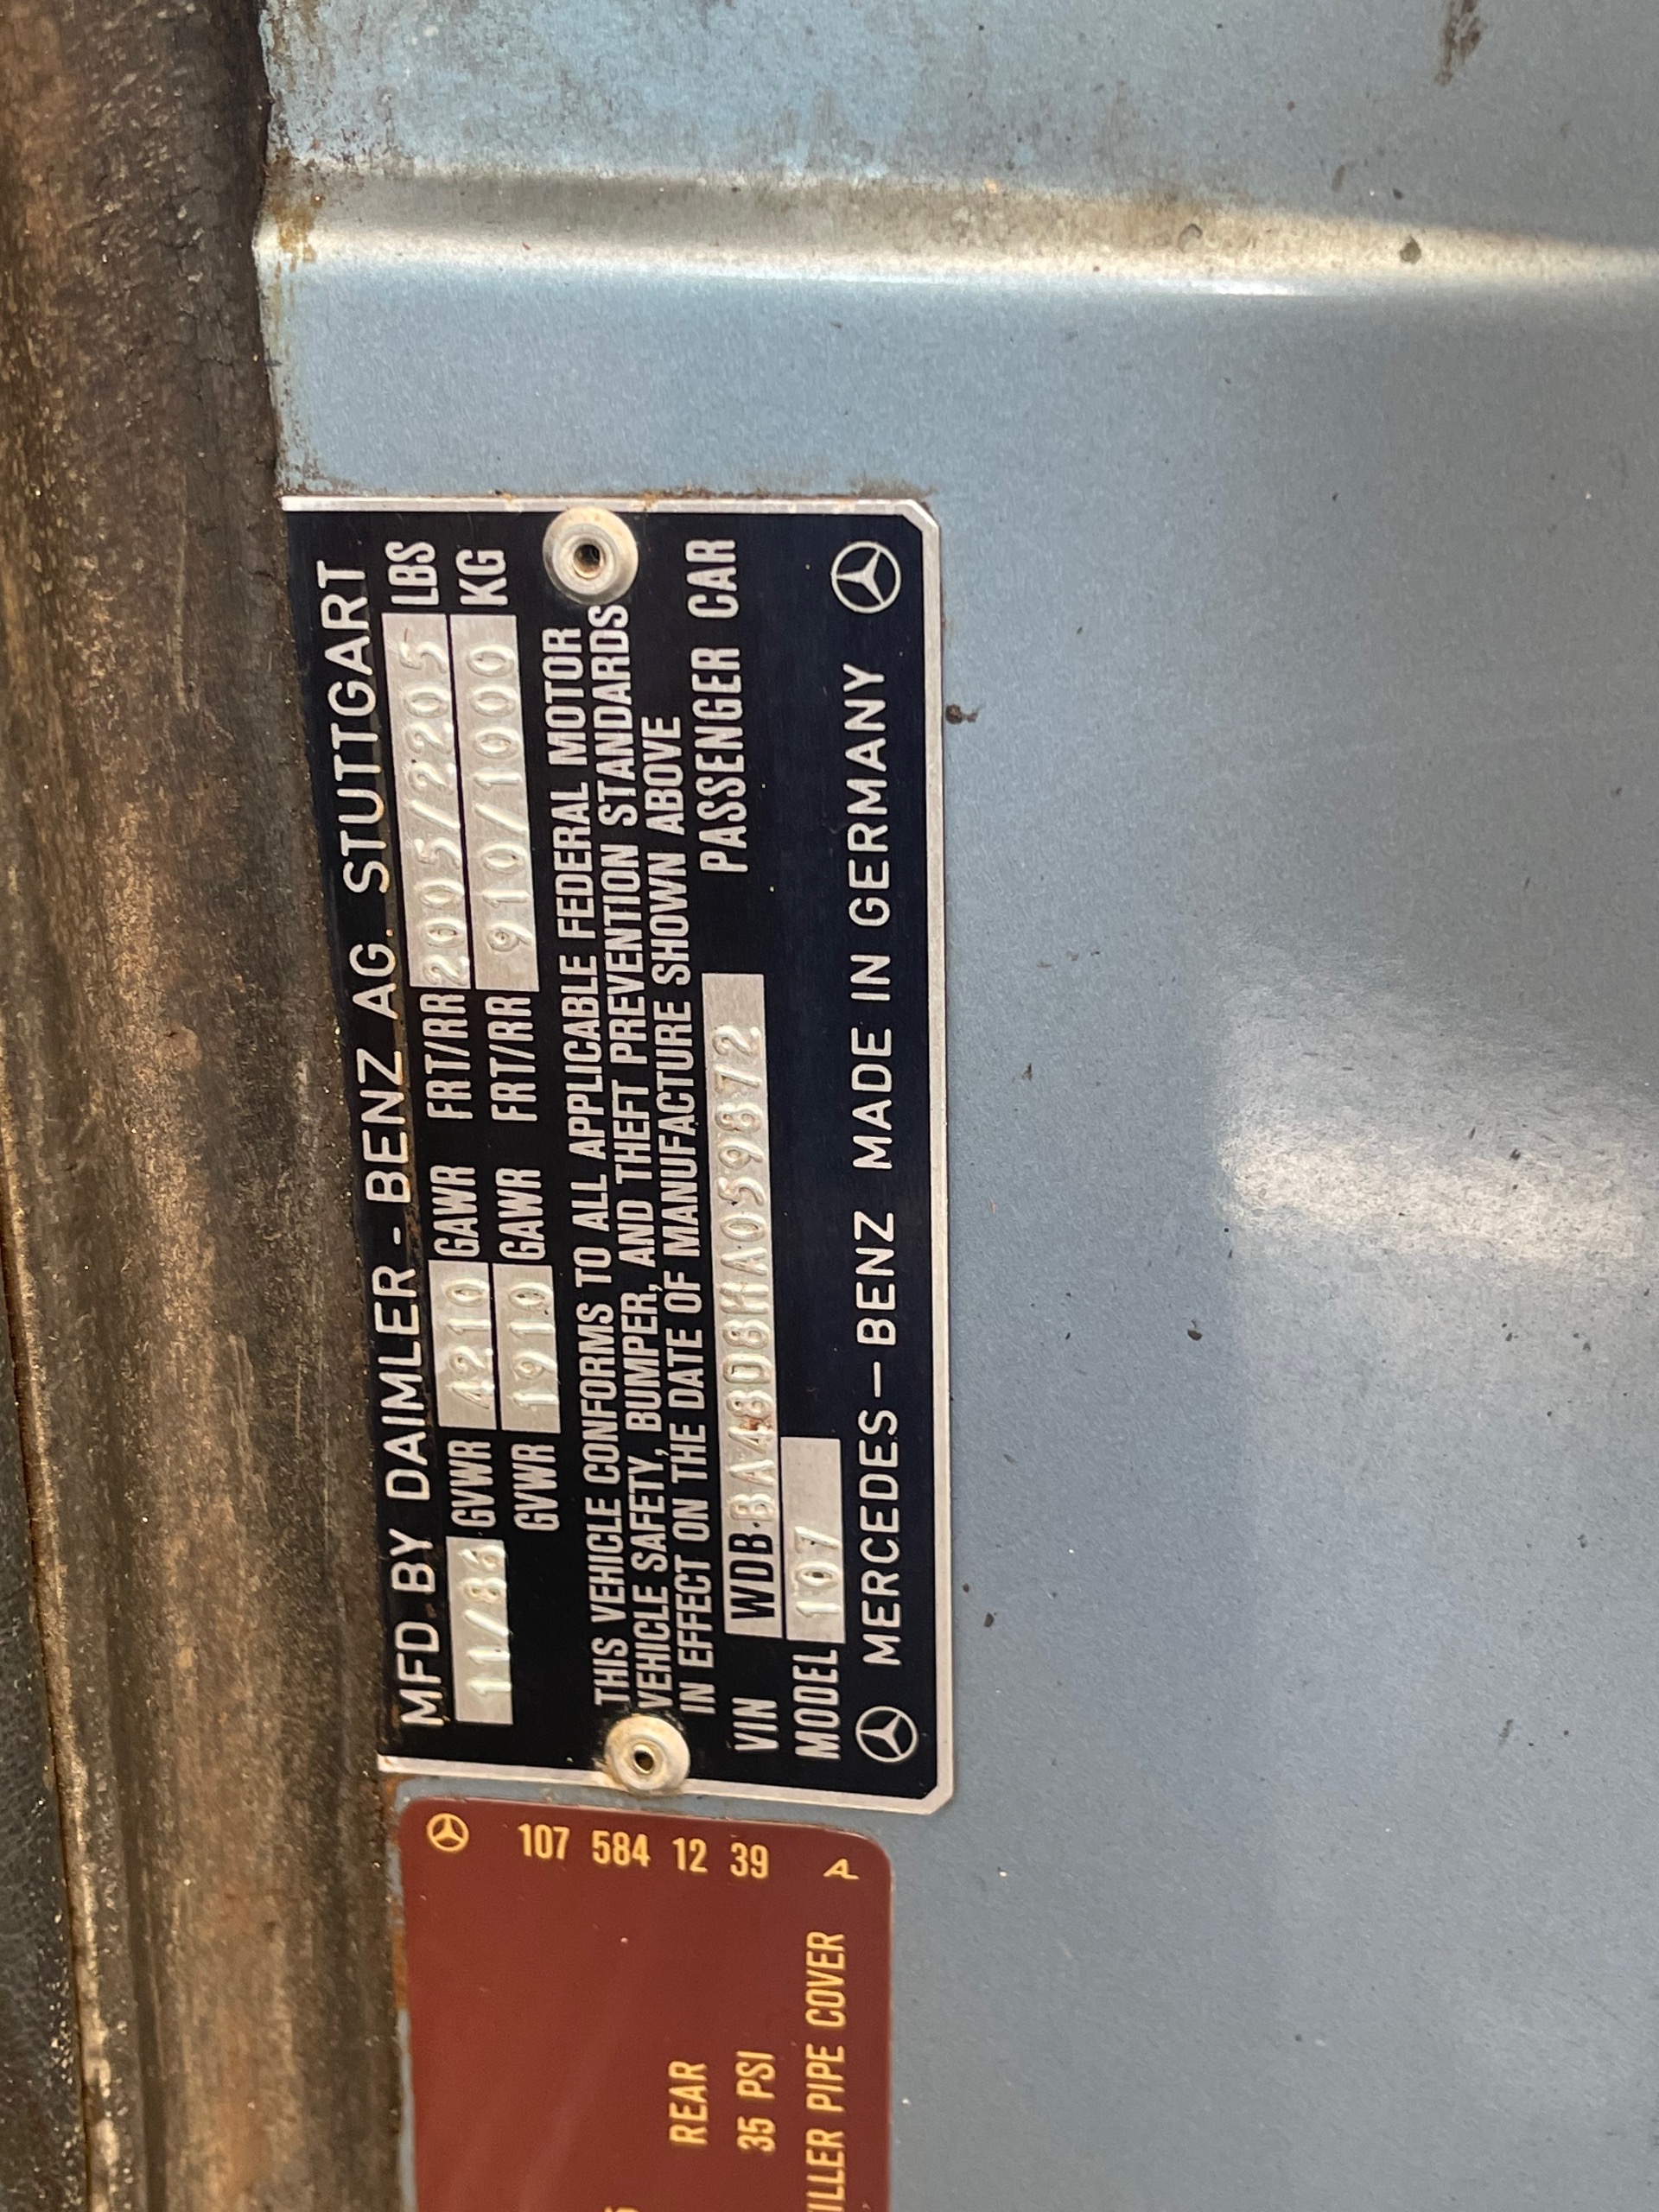 MFD BY DAIMLER - BENZ AG STUTTGART
11/86 GVWR 4210 GAWR FRT/RR 2005/2205 LBS
GVWR 1910 GAWR FRT/RR 910/1000 KG
THIS VEHICLE CONFORMS TO ALL APPLICABLE FEDERAL MOTOR
VEHICLE SAFETY, BUMPER, AND THEFT PREVENTION STANDARDS
IN EFFECT ON THE DATE OF MANUFACTURE SHOWN ABOVE
VIN WDB BA48D8HA059872 PASSENGER CAR
MODEL 107
MERCEDES-BENZ MADE IN GERMANY
107 584 12 39
A
REAR
35 PSI
PIPE COVER